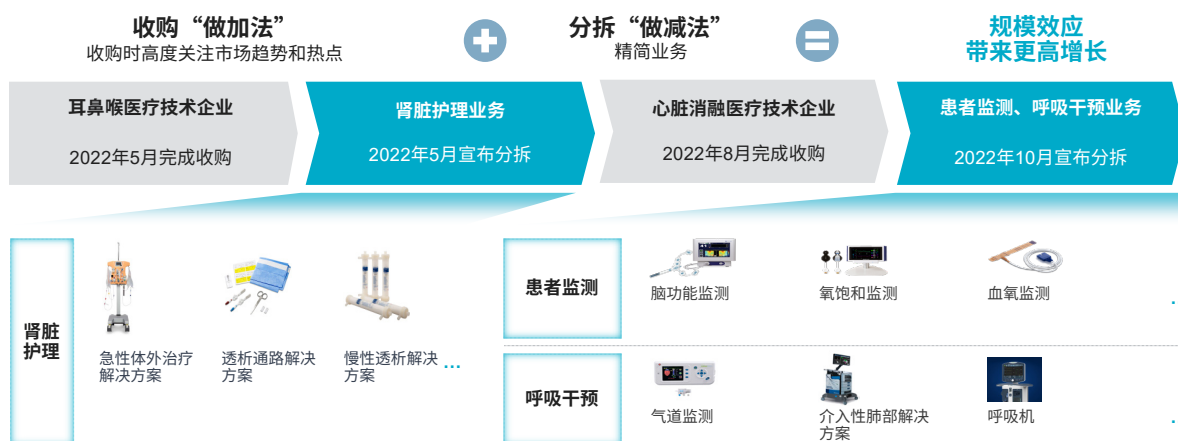 收购“做加法”
收购时高度关注市场趋势和热点
分拆“做减法”
精简业务
规模效应
带来更高增长
耳鼻喉医疗技术企业
2022年5月完成收购
肾脏护理业务
2022年5月宣布分拆
心脏消融医疗技术企业
2022年8月完成收购
患者监测、呼吸干预业务
2022年10月宣布分拆
肾脏
护理
急性体外治疗
解决方案
透析通路解决
方案
慢性透析解决
方案
...
患者监测
脑功能监测
氧饱和监测
血氧监测
...
呼吸干预
气道监测
介入性肺部解决
方案
呼吸机
...